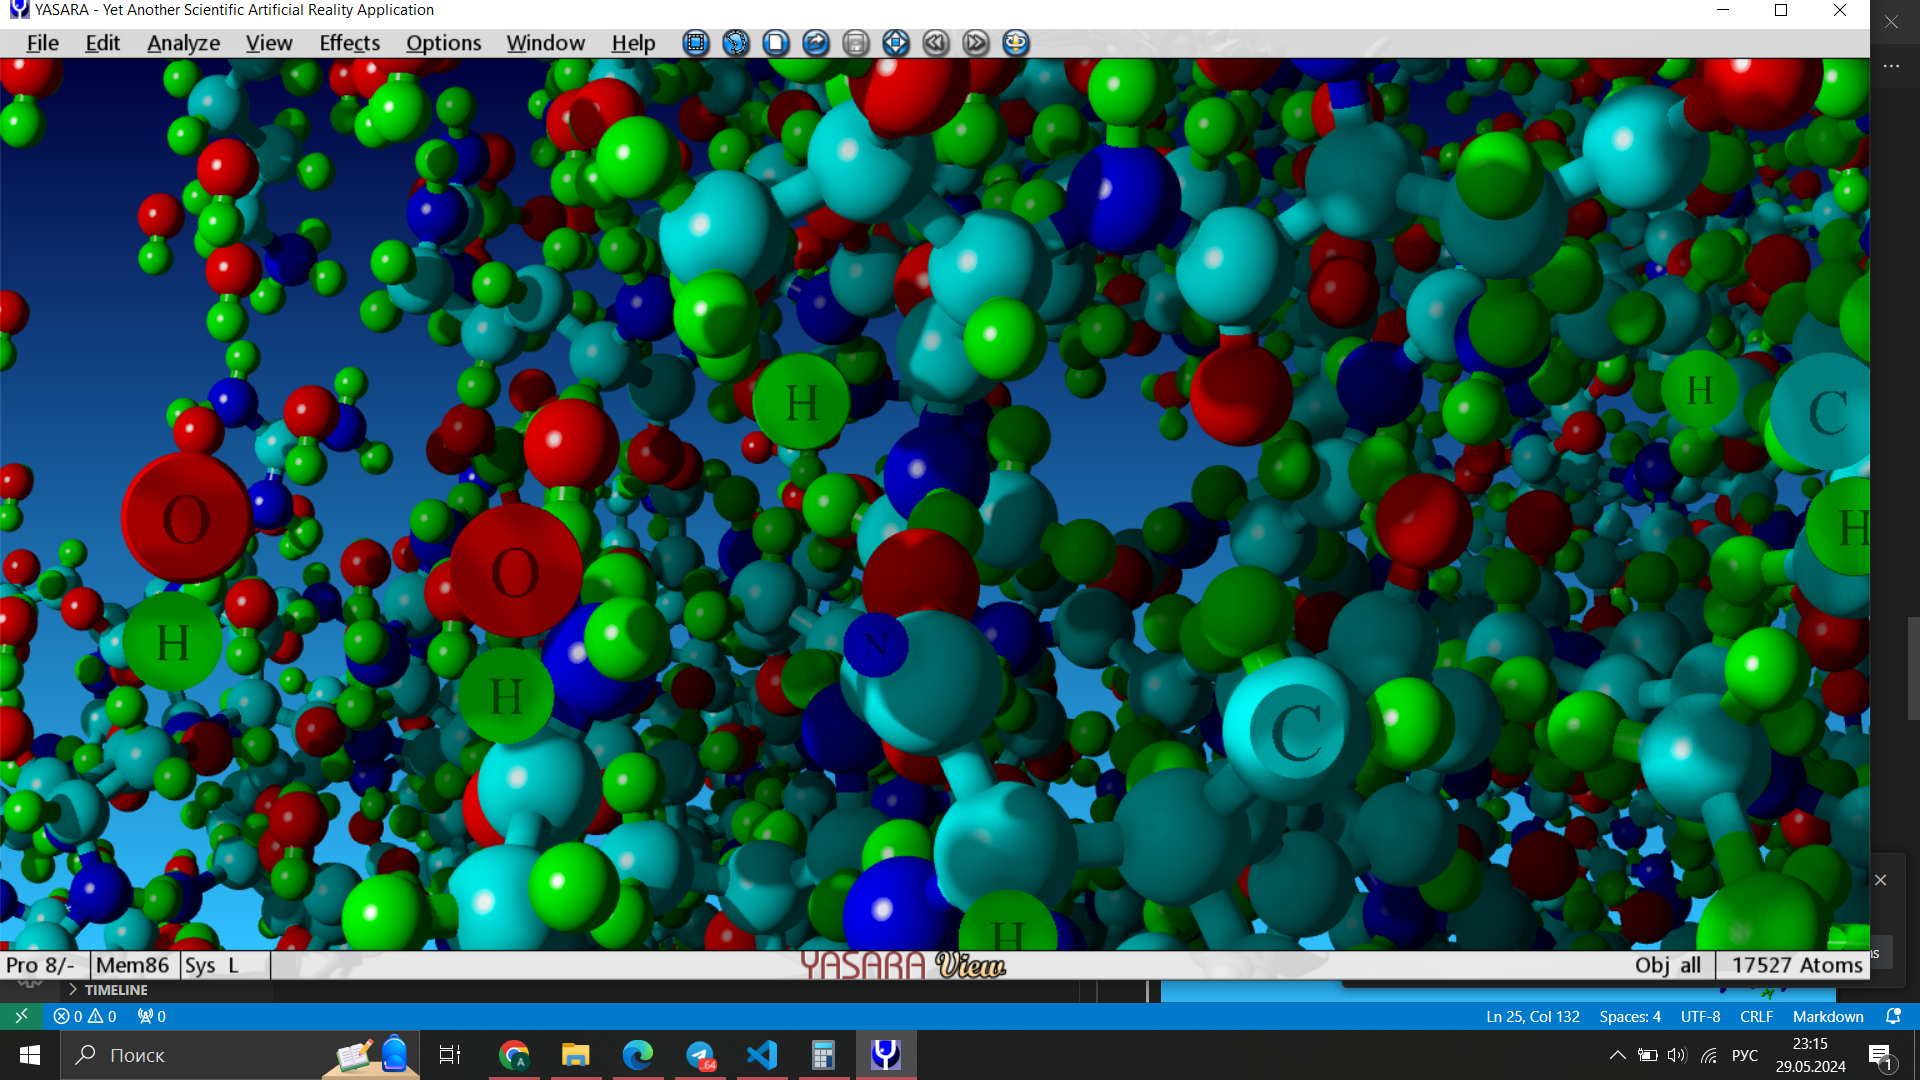 YASARA - Yet Another Scientific Artificial Reality Application
File Edit Analyze View Effects Options Window Help
H
H
C
O
H
O
H
N
H
C
H
Pro 8/- Mem86 Sys L YASARA View Obj all 17527 Atoms
TIMELINE
0 0 0 Ln 25, Col 132 Spaces: 4 UTF-8 CRLF Markdown
Поиск A .64 РУС 23:15
29.05.2024 1